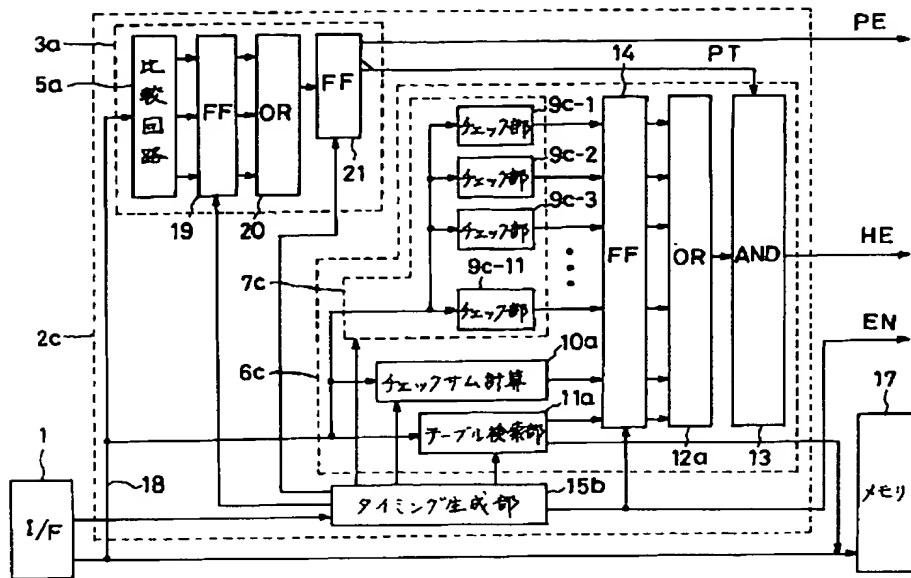 3a
5a
比較回路
FF
OR
FF
19
20
21
PE
PT
14
9c-1
チェック部
9c-2
チェック部
9c-3
チェック部
9c-11
チェック部
7c
FF
OR
AND
HE
EN
2c
6c
10a
チェックサム計算
11a
テーブル検索部
12a
13
17
メモリ
1
I/F
18
タイミング生成部
15b